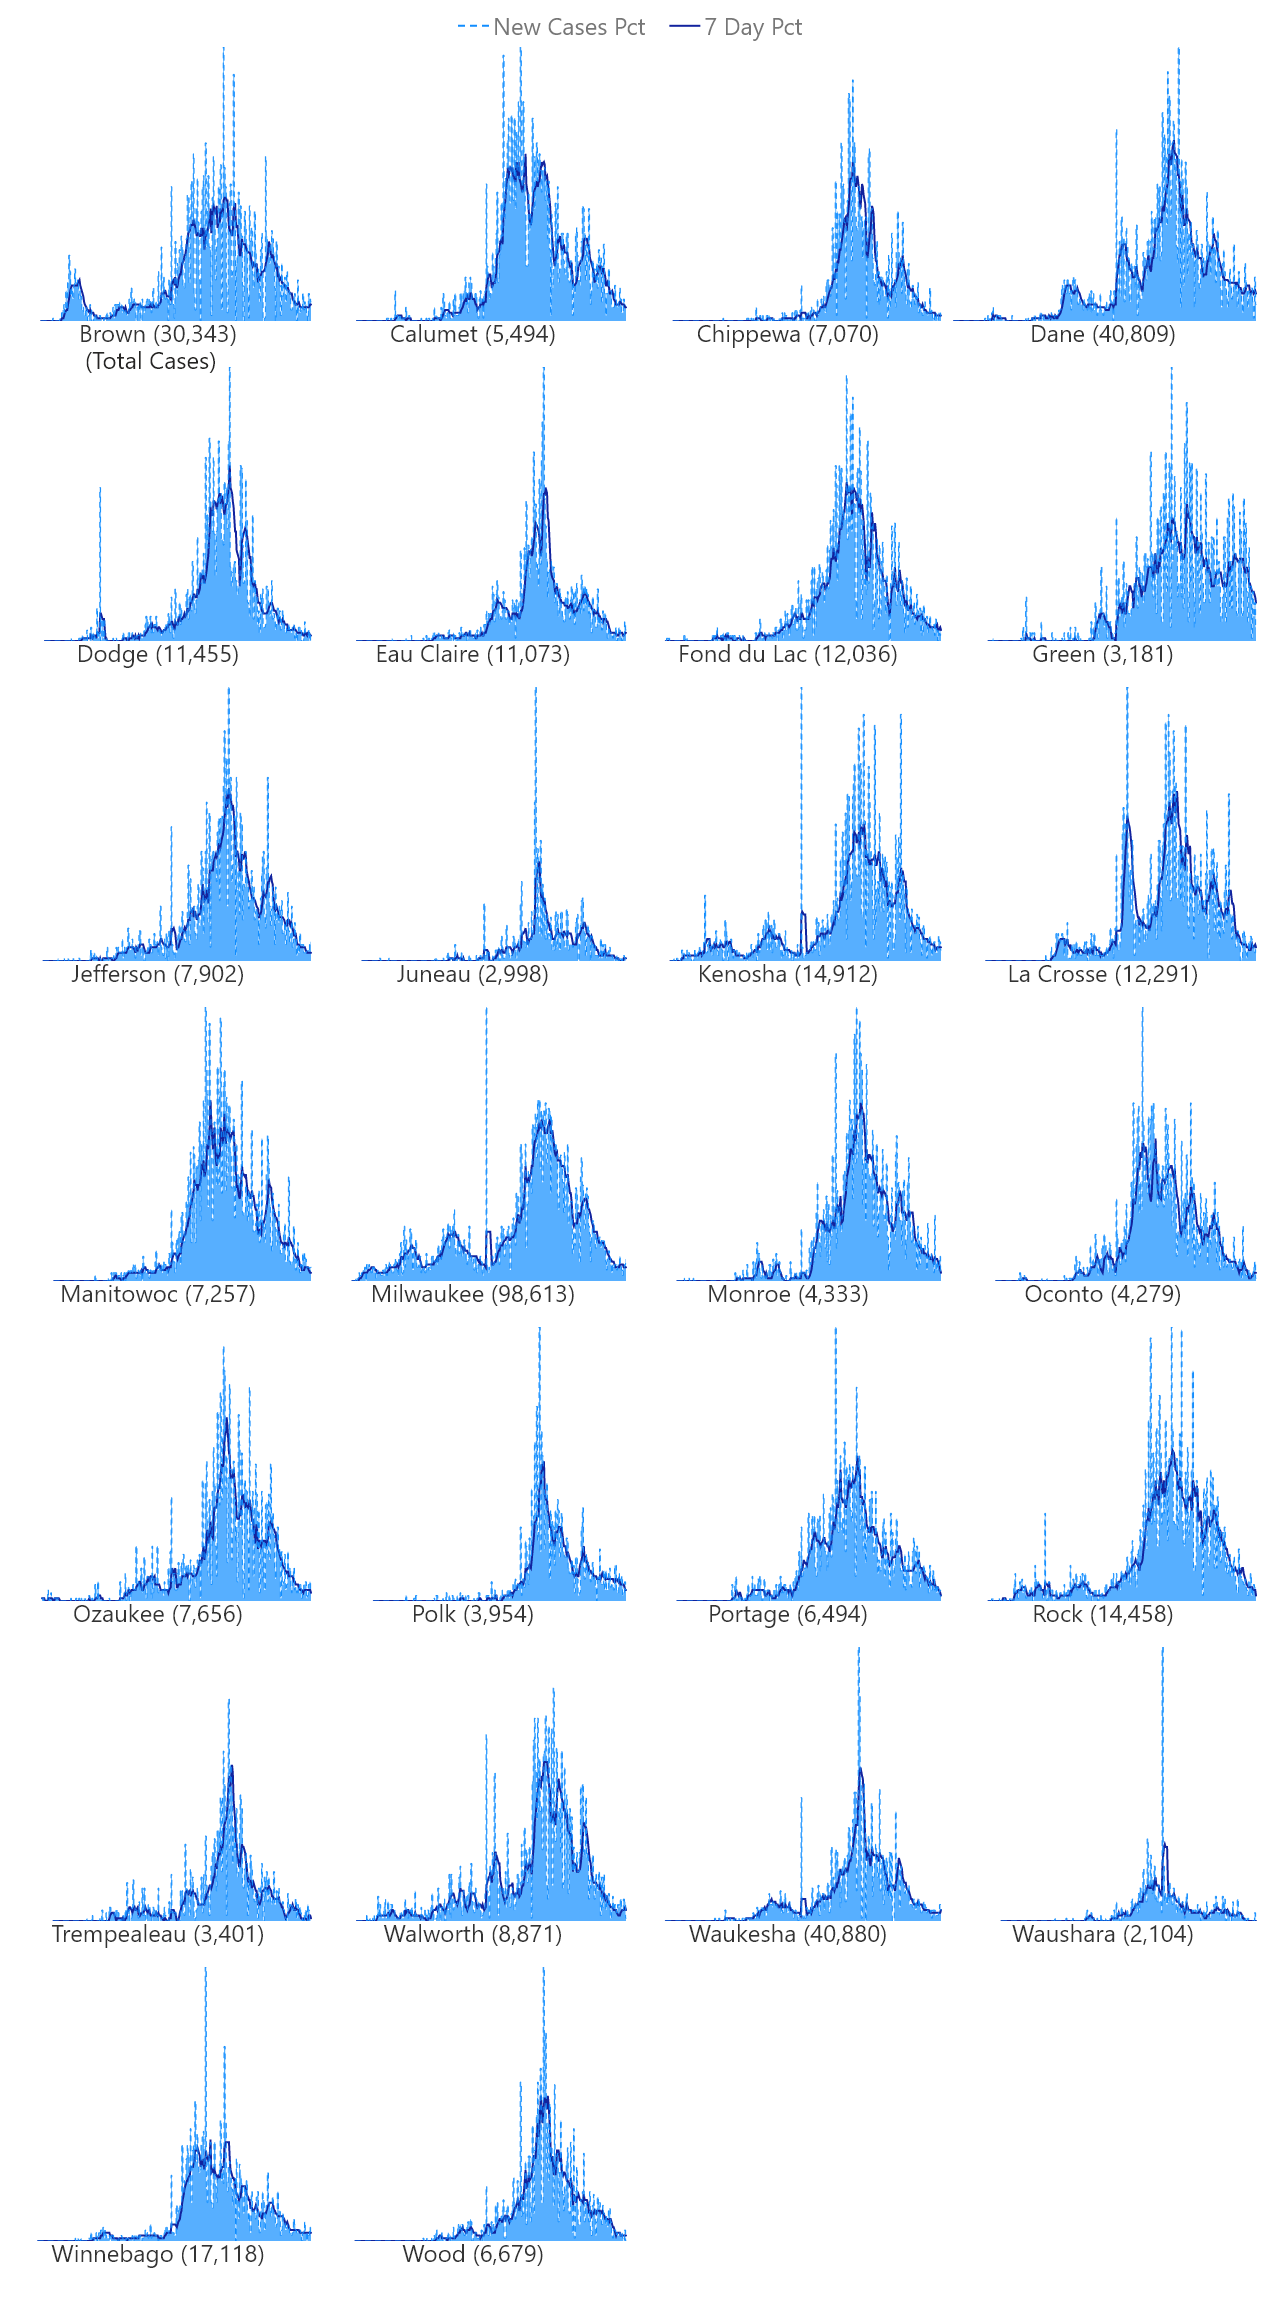 New Cases Pct 7 Day Pct
Brown (30,343) Calumet (5,494) Chippewa (7,070) Dane (40,809)
(Total Cases)
Dodge (11,455) Eau Claire (11,073) Fond du Lac (12,036) Green (3,181)
Jefferson (7,902) Juneau (2,998) Kenosha (14,912) La Crosse (12,291)
Manitowoc (7,257) Milwaukee (98,613) Monroe (4,333) Oconto (4,279)
Ozaukee (7,656) Polk (3,954) Portage (6,494) Rock (14,458)
Trempealeau (3,401) Walworth (8,871) Waukesha (40,880) Waushara (2,104)
Winnebago (17,118) Wood (6,679)